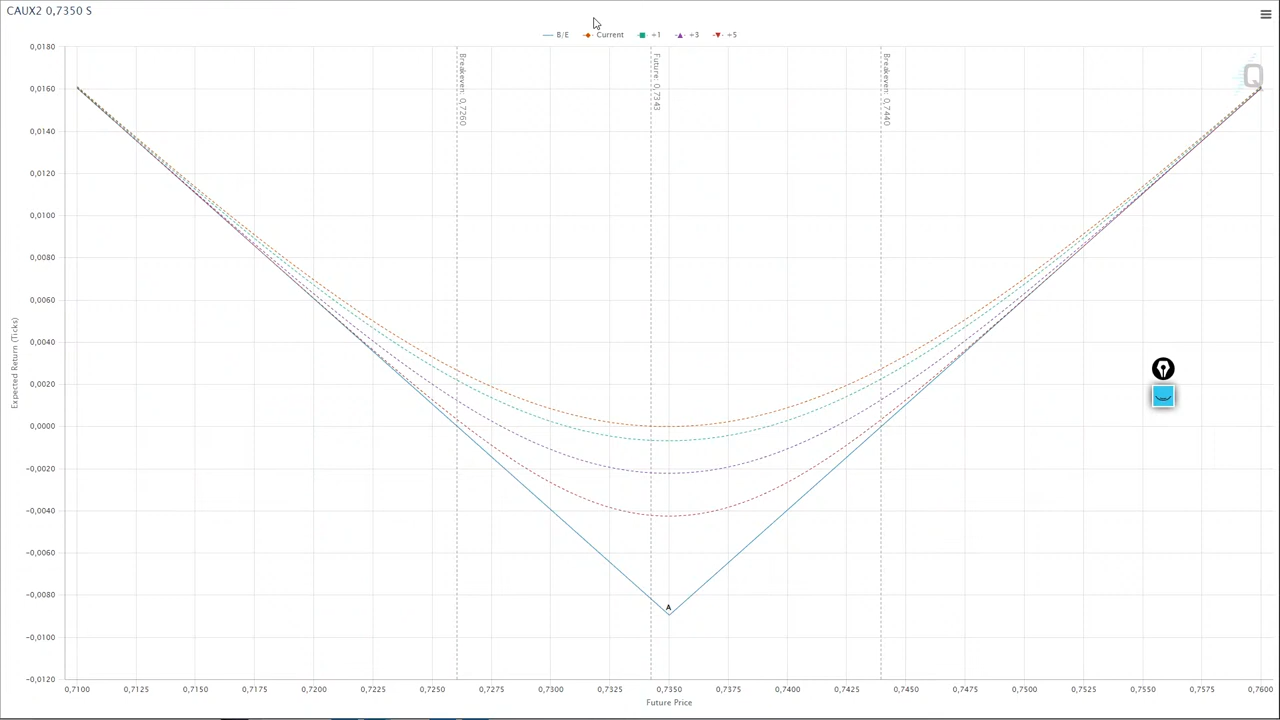 CAUX2 0,7350 S
B/E Current +1 +3 +5
0,0180
0,0160
0,0140
0,0120
0,0100
0,0080
0,0060
0,0040
0,0020
0,0000
−0,0020
−0,0040
−0,0060
−0,0080
−0,0100
−0,0120
Expected Return (Ticks)
Breakeven: 0,7260
Future: 0,7343
Breakeven: 0,7440
Q
A
0,7100 0,7125 0,7150 0,7175 0,7200 0,7225 0,7250 0,7275 0,7300 0,7325 0,7350 0,7375 0,7400 0,7425 0,7450 0,7475 0,7500 0,7525 0,7550 0,7575 0,7600
Future Price